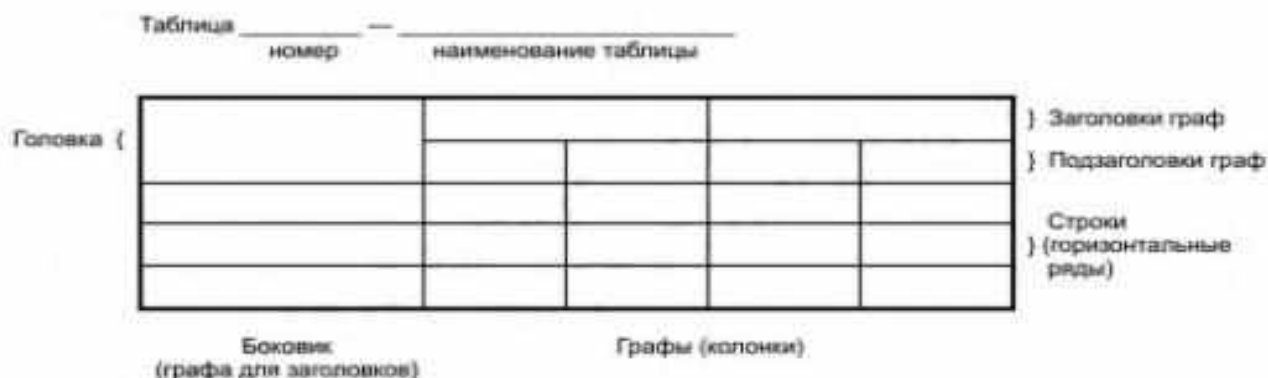 Таблица ________ — ____________________
номер наименование таблицы
} Заголовки граф
Головка {
} Подзаголовки граф
Строки
} (горизонтальные
ряды)
Боковик Графы (колонки)
(графа для заголовков)